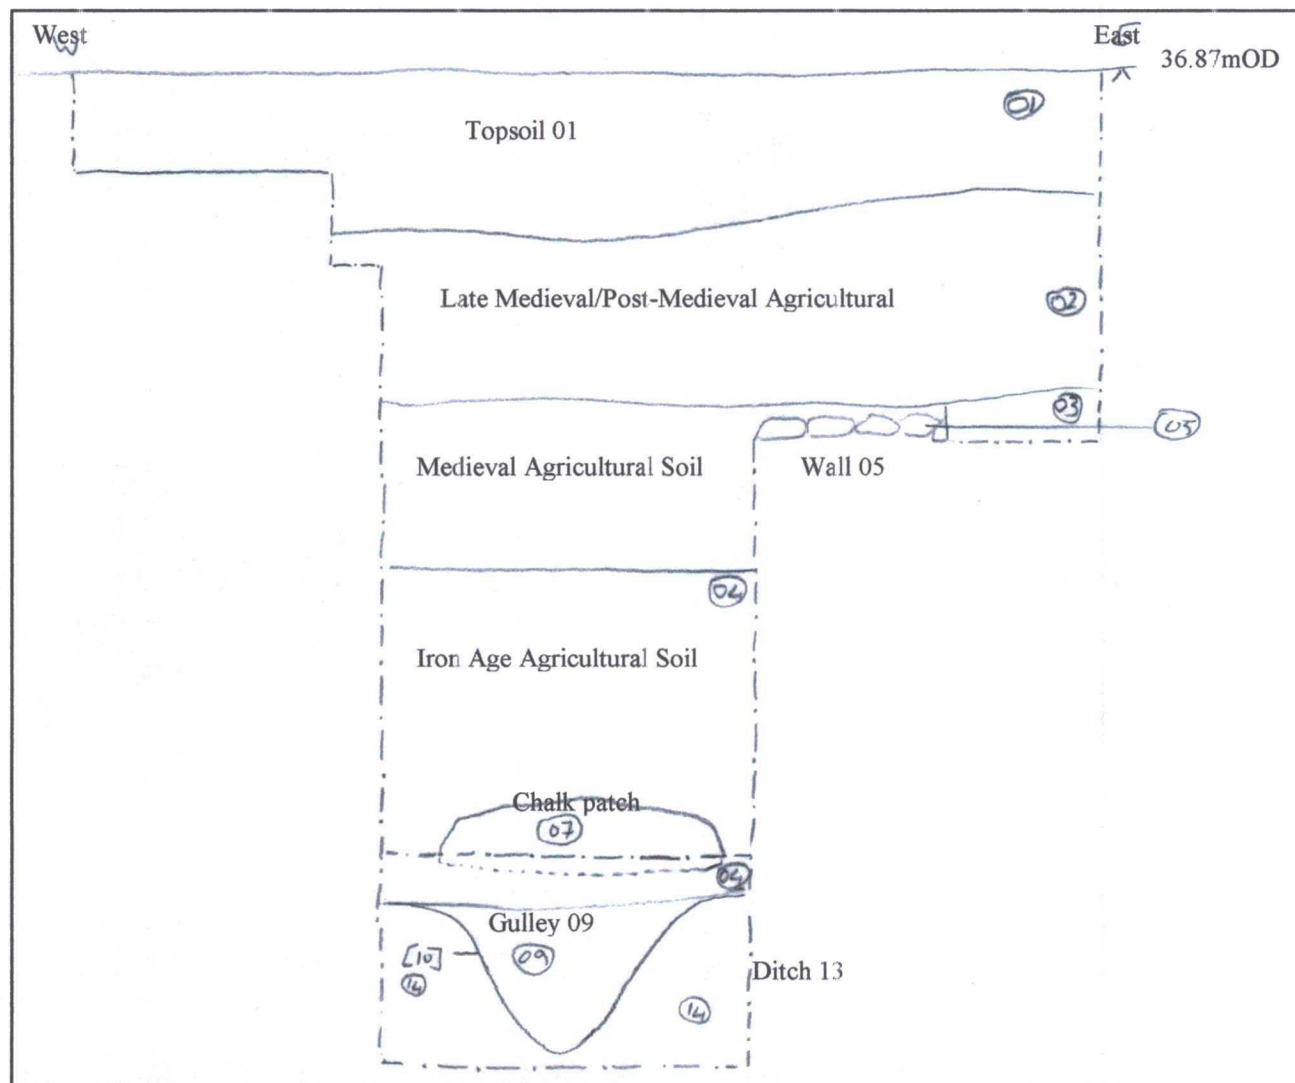 West
East
36.87mOD
01
Topsoil 01
Late Medieval/Post-Medieval Agricultural
02
03
05
Medieval Agricultural Soil
Wall 05
04
Iron Age Agricultural Soil
Chalk patch
07
04
Gulley 09
[10]
09
Ditch 13
14
14